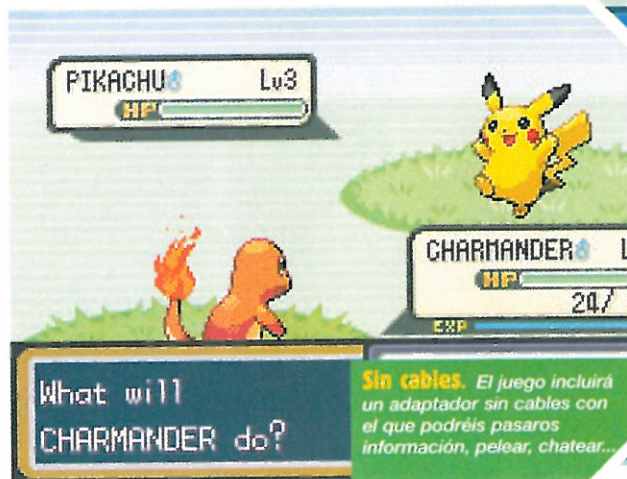 PIKACHU♂ Lv3
HP
CHARMANDER♂ L
HP
24/
EXP
What will
CHARMANDER do?
Sin cables. El juego incluirá
un adaptador sin cables con
el que podréis pasaros
información, pelear, chatear...